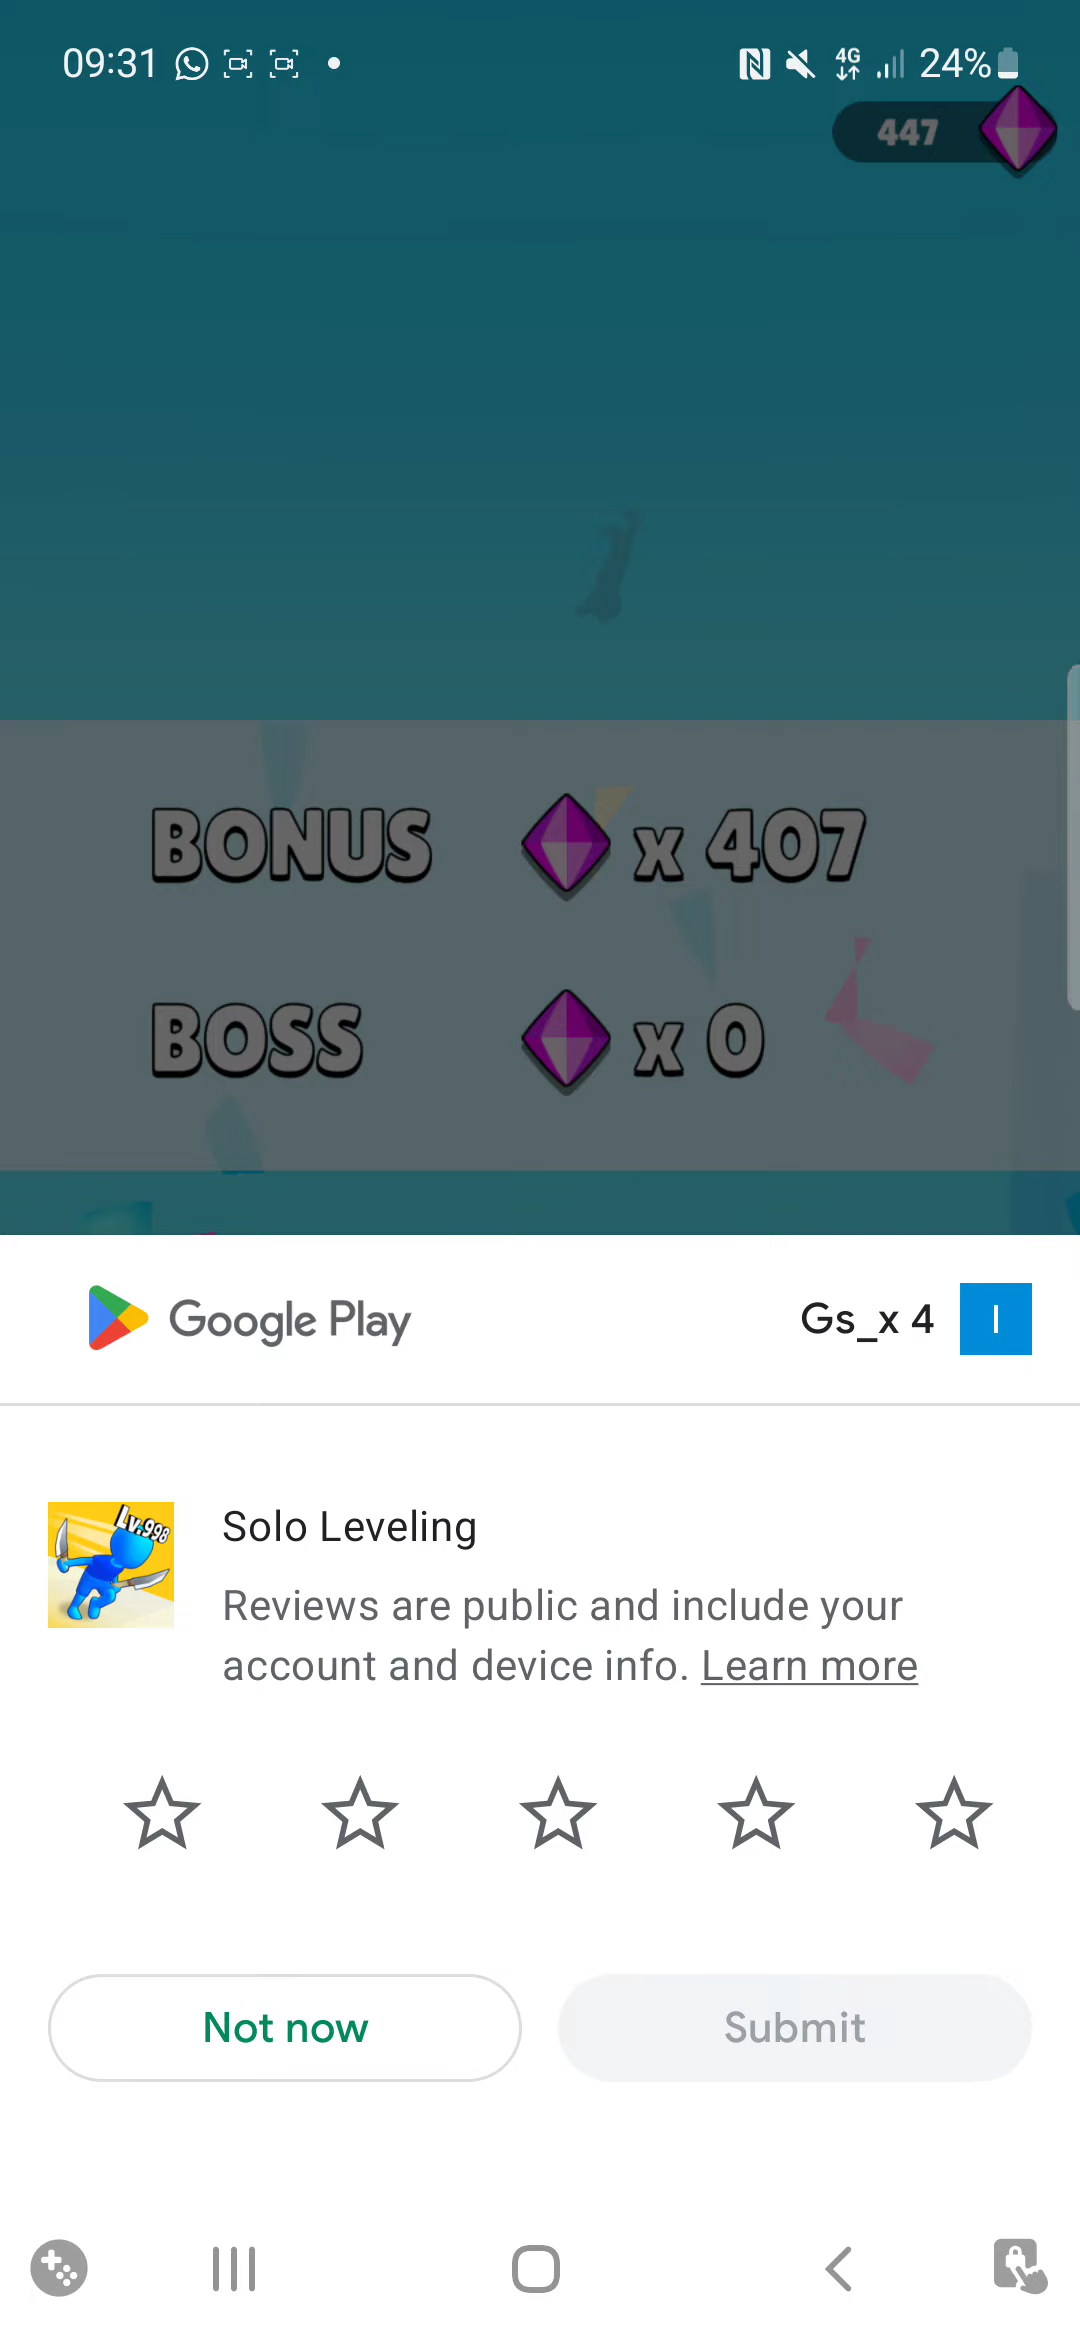 09:31
4G
24%
447
BONUS x 407
BOSS x 0
Google Play
Gs_x 4
I
Lv.998
Solo Leveling
Reviews are public and include your
account and device info. Learn more
Not now
Submit